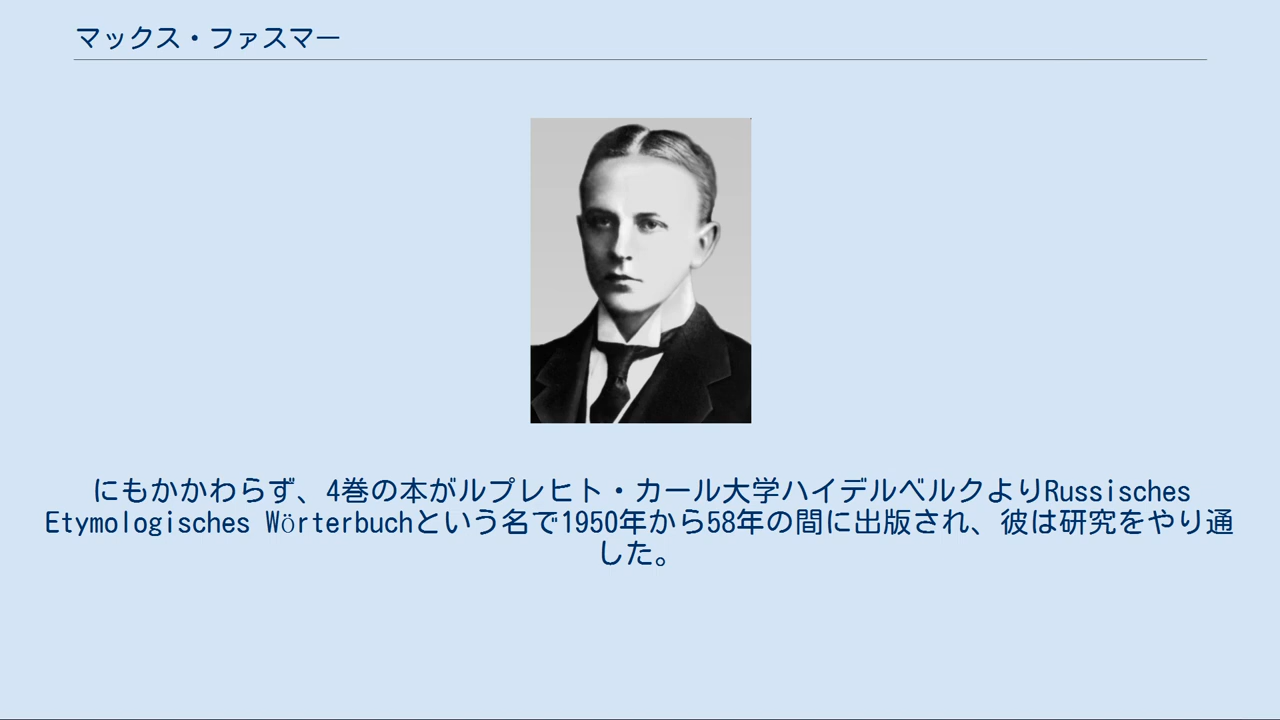 マックス・ファスマー
にもかかわらず、4巻の本がルプレヒト・カール大学ハイデルベルクよりRussisches
Etymologisches Wörterbuchという名で1950年から58年の間に出版され、彼は研究をやり通
した。